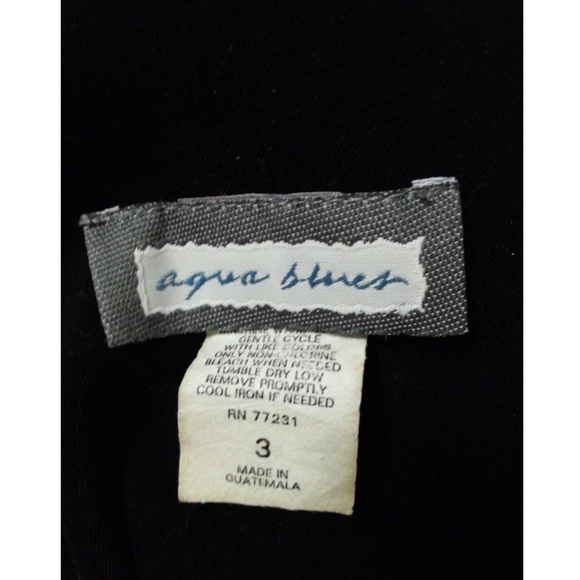 aqua blues
GENTLE CYCLE
WITH LIKE COLORS
ONLY NON-CHLORINE
BLEACH WHEN NEEDED
TUMBLE DRY LOW
REMOVE PROMPTLY
COOL IRON IF NEEDED
RN 77231
3
MADE IN
GUATEMALA